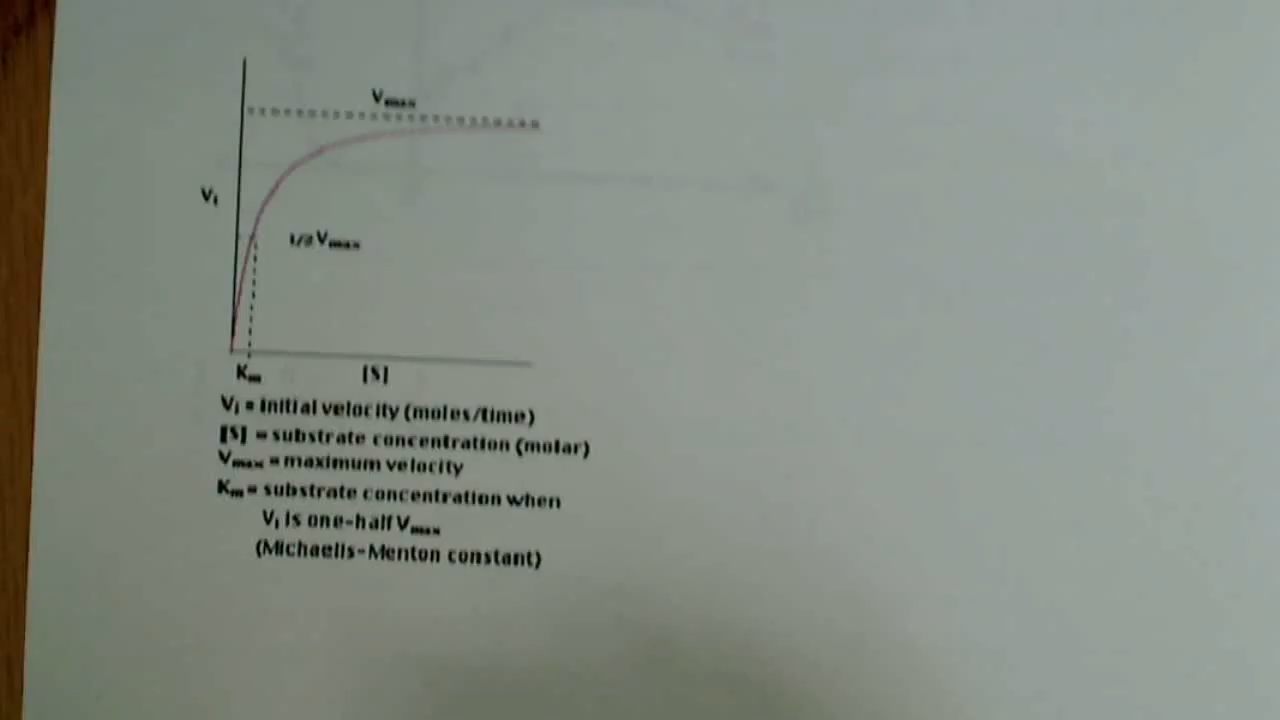 Vmax
Vi
1/2 Vmax
Km [S]
Vi = initial velocity (moles/time)
[S] = substrate concentration (molar)
Vmax = maximum velocity
Km = substrate concentration when
Vi is one-half Vmax
(Michaelis-Menton constant)